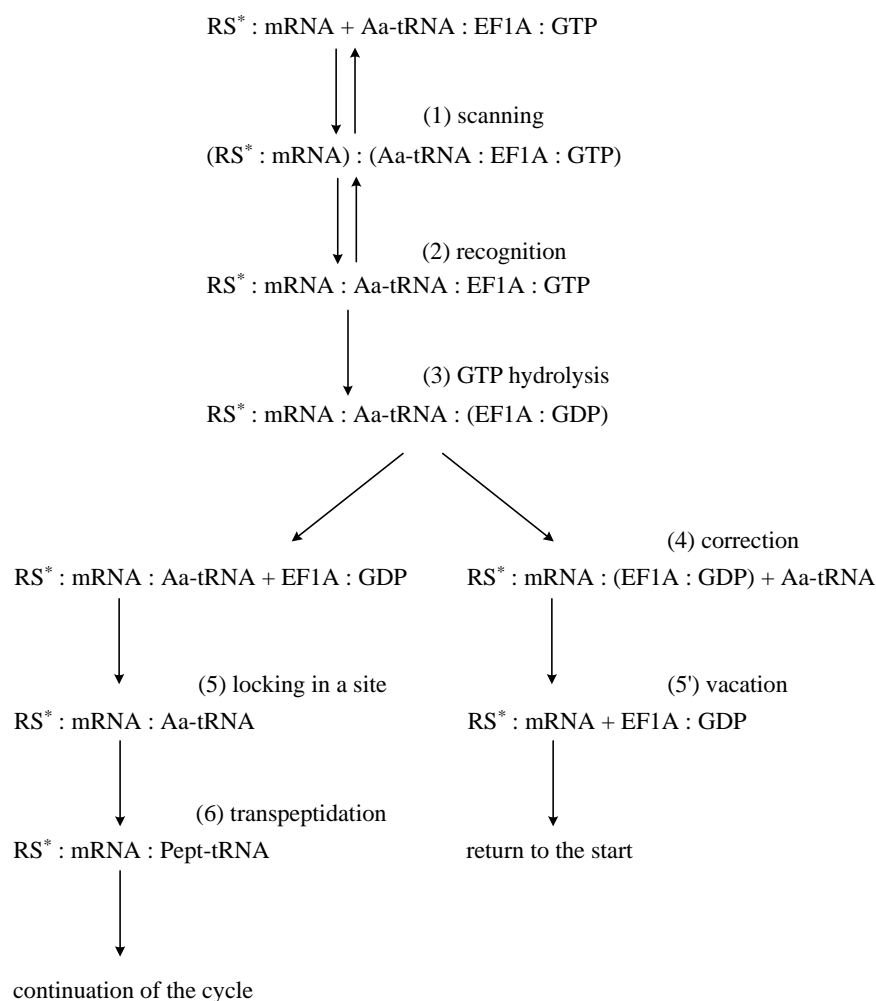 RS* : mRNA + Aa-tRNA : EF1A : GTP
(1) scanning
(RS* : mRNA) : (Aa-tRNA : EF1A : GTP)
(2) recognition
RS* : mRNA : Aa-tRNA : EF1A : GTP
(3) GTP hydrolysis
RS* : mRNA : Aa-tRNA : (EF1A : GDP)
(4) correction
RS* : mRNA : Aa-tRNA + EF1A : GDP
RS* : mRNA : (EF1A : GDP) + Aa-tRNA
(5) locking in a site
(5') vacation
RS* : mRNA : Aa-tRNA
RS* : mRNA + EF1A : GDP
(6) transpeptidation
RS* : mRNA : Pept-tRNA
return to the start
continuation of the cycle